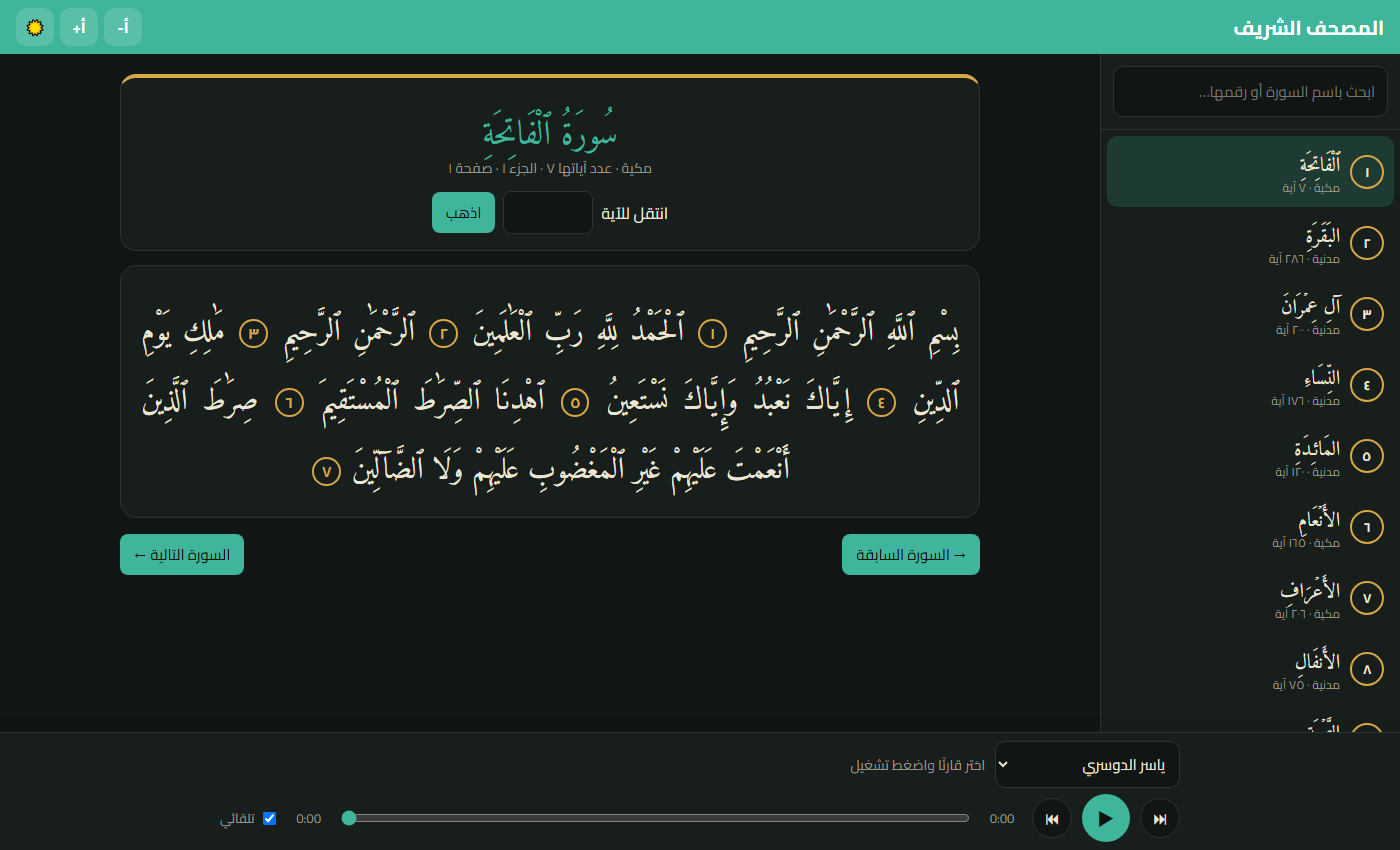 المصحف الشريف
أ-
أ+
ابحث باسم السورة أو رقمها...
١
ٱلْفَاتِحَةِ
مكية · ٧ آية
٢
البَقَرَةِ
مدنية · ٢٨٦ آية
٣
آلِ عِمۡرَانَ
مدنية · ٢٠٠ آية
٤
النِّسَاءِ
مدنية · ١٧٦ آية
٥
المَائـِدَةِ
مدنية · ١٢٠ آية
٦
الأَنۡعَامِ
مكية · ١٦٥ آية
٧
الأَعۡرَافِ
مكية · ٢٠٦ آية
٨
الأَنفَالِ
مدنية · ٧٥ آية
سُورَةُ ٱلْفَاتِحَةِ
مكية · عدد آياتها ٧ · الجزء ١ · صفحة ١
انتقل للآية
اذهب
بِسْمِ ٱللَّهِ ٱلرَّحْمَٰنِ ٱلرَّحِيمِ ١ ٱلْحَمْدُ لِلَّهِ رَبِّ ٱلْعَٰلَمِينَ ٢ ٱلرَّحْمَٰنِ ٱلرَّحِيمِ ٣ مَٰلِكِ يَوْمِ
ٱلدِّينِ ٤ إِيَّاكَ نَعْبُدُ وَإِيَّاكَ نَسْتَعِينُ ٥ ٱهْدِنَا ٱلصِّرَٰطَ ٱلْمُسْتَقِيمَ ٦ صِرَٰطَ ٱلَّذِينَ
أَنْعَمْتَ عَلَيْهِمْ غَيْرِ ٱلْمَغْضُوبِ عَلَيْهِمْ وَلَا ٱلضَّآلِّينَ ٧
→ السورة السابقة
السورة التالية ←
ياسر الدوسري
اختر قارئًا واضغط تشغيل
0:00
0:00
تلقائي